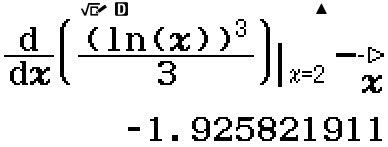 √ D ▲
d/dx((ln(x))³/3)|x=2 − ▷
x
-1.925821911